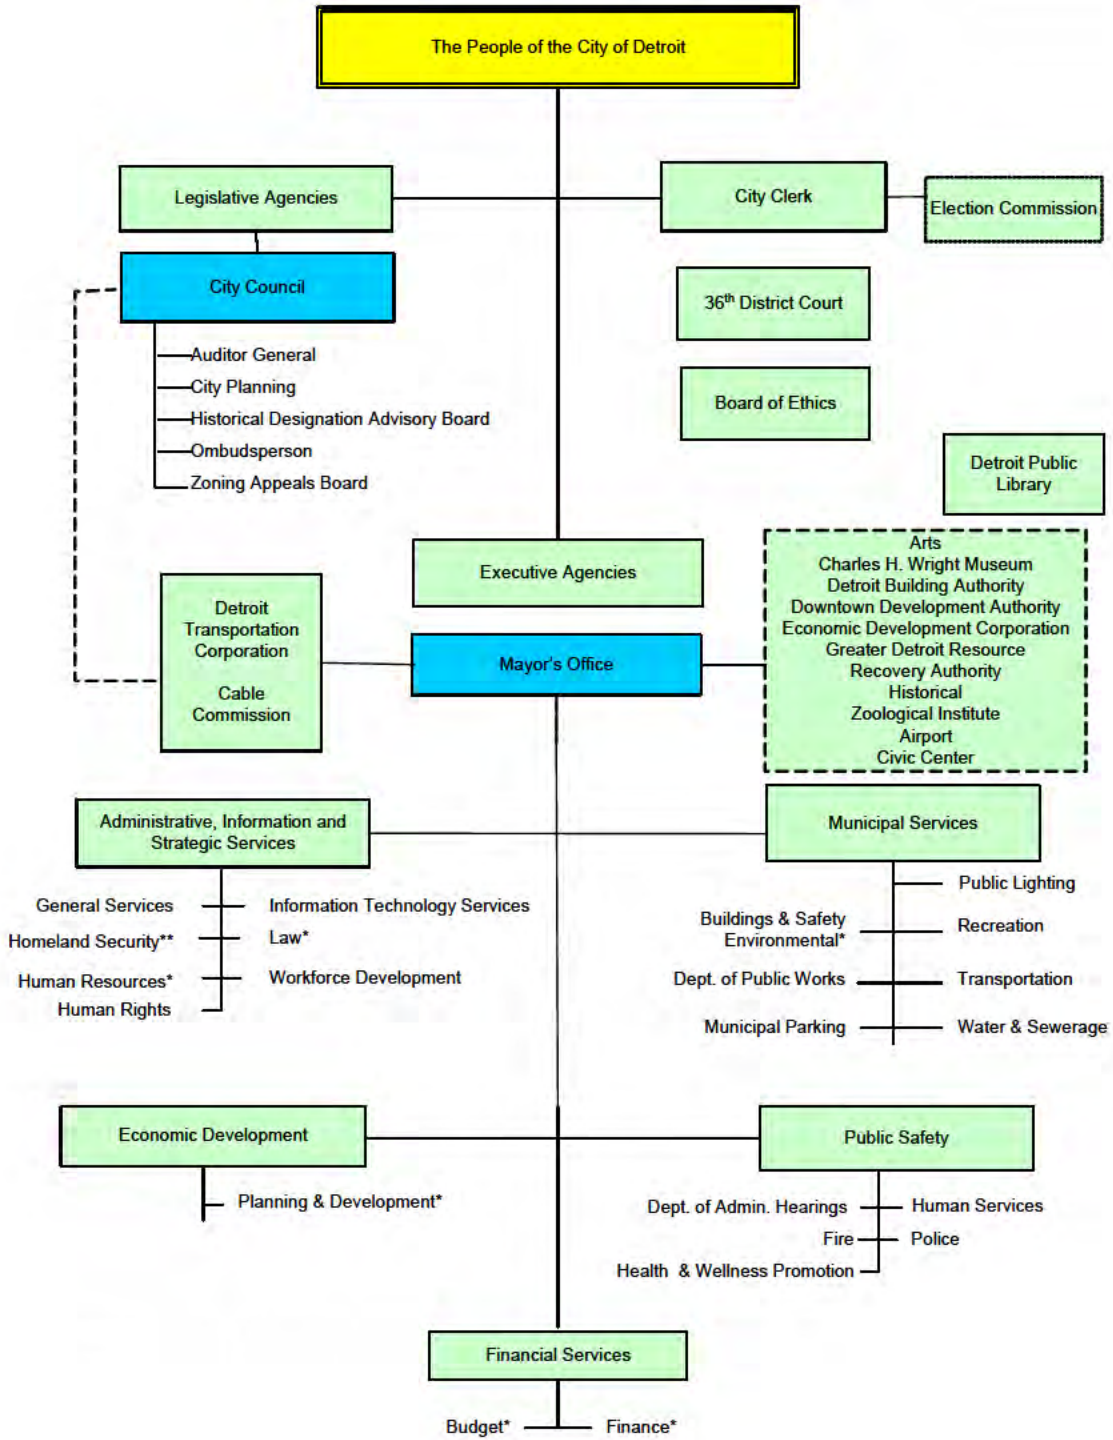 The People of the City of Detroit
Legislative Agencies
City Clerk
Election Commission
City Council
36th District Court
Auditor General
City Planning
Historical Designation Advisory Board
Ombudsperson
Zoning Appeals Board
Board of Ethics
Detroit Public
Library
Executive Agencies
Detroit
Transportation
Corporation
Cable
Commission
Mayor's Office
Arts
Charles H. Wright Museum
Detroit Building Authority
Downtown Development Authority
Economic Development Corporation
Greater Detroit Resource
Recovery Authority
Historical
Zoological Institute
Airport
Civic Center
Administrative, Information and
Strategic Services
General Services
Information Technology Services
Homeland Security**
Law*
Human Resources*
Workforce Development
Human Rights
Municipal Services
Public Lighting
Buildings & Safety
Environmental*
Recreation
Dept. of Public Works
Transportation
Municipal Parking
Water & Sewerage
Economic Development
Planning & Development*
Public Safety
Dept. of Admin. Hearings
Human Services
Fire
Police
Health & Wellness Promotion
Financial Services
Budget*
Finance*